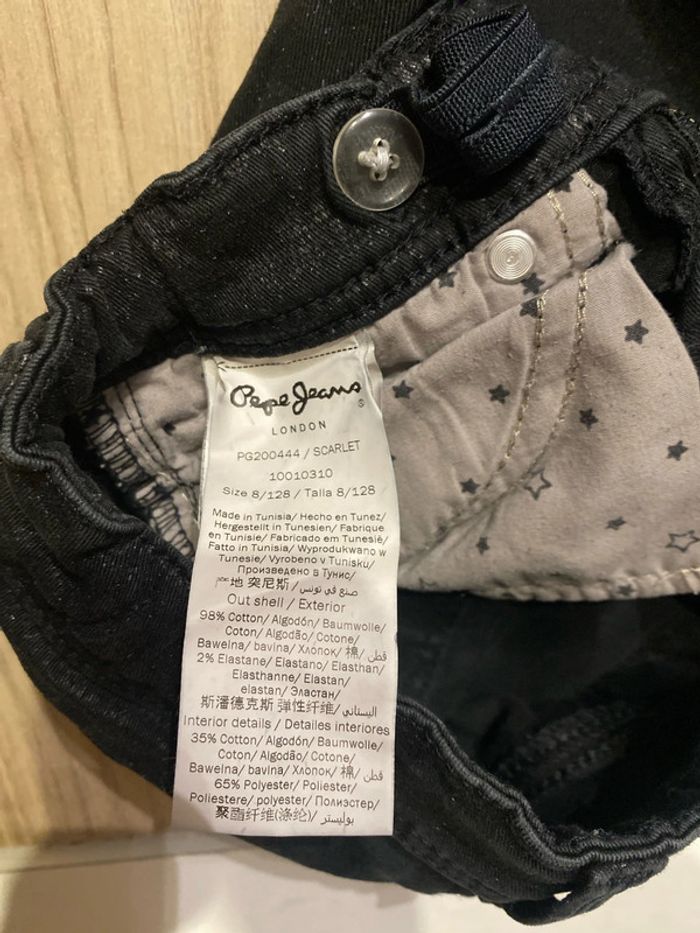 Pepe Jeans
LONDON
PG200444 / SCARLET
10010310
Size 8/128 / Talla 8/128
Made in Tunisia/ Hecho en Tunez/
Hergestellt in Tunesien/ Fabrique
en Tunisie/ Fabricado em Tunesiè/
Fatto in Tunisia/ Wyprodukwano w
Tunesie/ Vyrobeno v Tunisku/
Произведено в Тунис/
地 突尼斯/ صنع في تونس/
Out shell / Exterior
98% Cotton/ Algodón/ Baumwolle/
Coton/ Algodão/ Cotone/
Bawełna/ bavlna/ Хлопок/ 棉/ قطن/
2% Elastane/ Elastano/ Elasthan/
Elasthanne/ Elastan/
elastan/ Эластан/
斯潘德克斯 弹性纤维/ اليستاني/
Interior details / Detailes interiores
35% Cotton/ Algodón/ Baumwolle/
Coton/ Algodão/ Cotone/
Bawełna/ bavlna/ Хлопок/ 棉/ قطن/
65% Polyester/ Poliester/
Poliestere/ polyester/ Полиэстер/
聚酯纤维(涤纶)/ بوليستر/